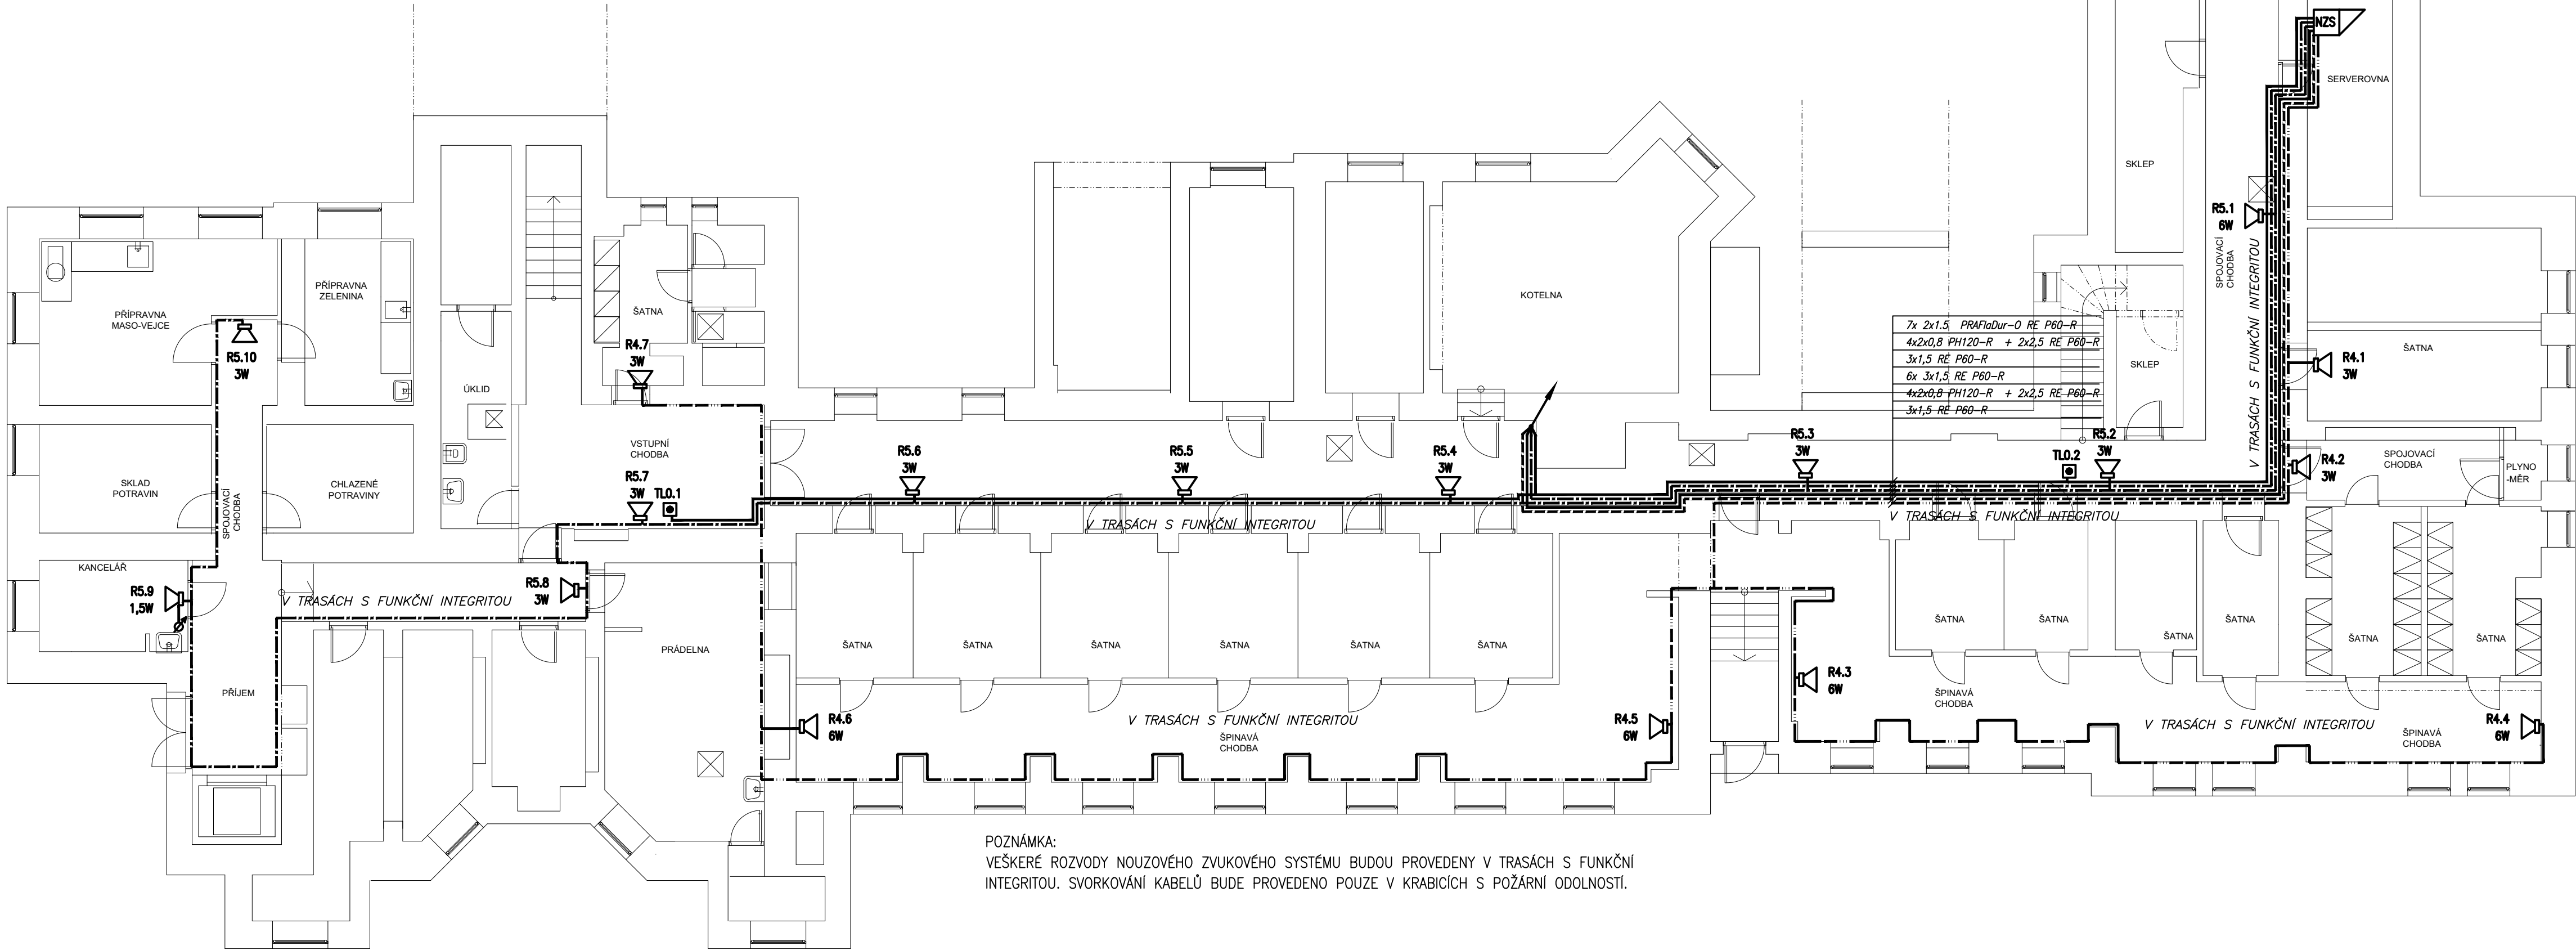 NZS
SERVEROVNA
SKLEP
R5.1
6W
SPOJOVACÍ
CHODBA
V TRASÁCH S FUNKČNÍ INTEGRITOU
PŘÍPRAVNA
ZELENINA
PŘÍPRAVNA
MASO-VEJCE
ŠATNA
KOTELNA
7x 2x1.5 PRAFlaDur-O RE P60-R
4x2x0,8 PH120-R + 2x2,5 RE P60-R
3x1,5 RE P60-R
6x 3x1,5 RE P60-R
4x2x0,8 PH120-R + 2x2,5 RE P60-R
3x1,5 RE P60-R
SKLEP
ŠATNA
R5.10
3W
R4.7
3W
R4.1
3W
ÚKLID
VSTUPNÍ
CHODBA
R5.6
3W
R5.5
3W
R5.4
3W
R5.3
3W
TL0.2
R5.2
3W
R4.2
3W
SPOJOVACÍ
CHODBA
PLYNO
-MĚR
SKLAD
POTRAVIN
SPOJOVACÍ
CHODBA
CHLAZENÉ
POTRAVINY
R5.7
3W
TL0.1
V TRASÁCH S FUNKČNÍ INTEGRITOU
V TRASÁCH S FUNKČNÍ INTEGRITOU
KANCELÁŘ
R5.9
1,5W
V TRASÁCH S FUNKČNÍ INTEGRITOU
R5.8
3W
PRÁDELNA
ŠATNA
ŠATNA
ŠATNA
ŠATNA
ŠATNA
ŠATNA
ŠATNA
ŠATNA
ŠATNA
ŠATNA
ŠATNA
ŠATNA
PŘÍJEM
R4.3
6W
ŠPINAVÁ
CHODBA
R4.6
6W
V TRASÁCH S FUNKČNÍ INTEGRITOU
ŠPINAVÁ
CHODBA
R4.5
6W
V TRASÁCH S FUNKČNÍ INTEGRITOU
ŠPINAVÁ
CHODBA
R4.4
6W
POZNÁMKA:
VEŠKERÉ ROZVODY NOUZOVÉHO ZVUKOVÉHO SYSTÉMU BUDOU PROVEDENY V TRASÁCH S FUNKČNÍ
INTEGRITOU. SVORKOVÁNÍ KABELŮ BUDE PROVEDENO POUZE V KRABICÍCH S POŽÁRNÍ ODOLNOSTÍ.